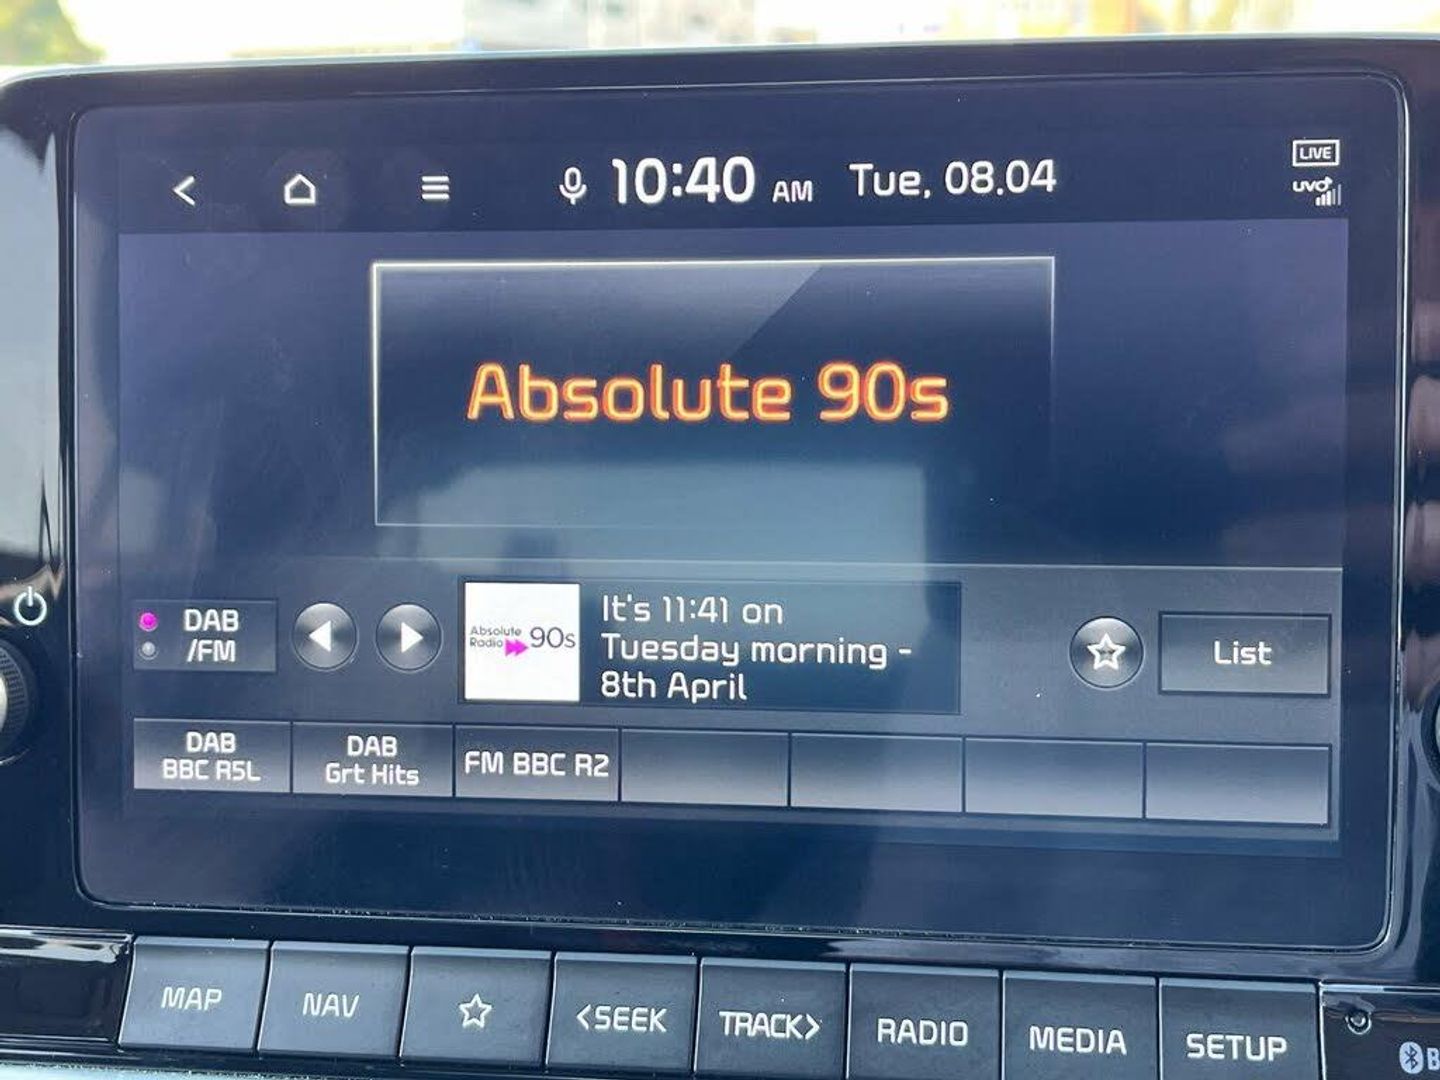 10:40 AM Tue, 08.04
LIVE
UVO
Absolute 90s
DAB
/FM
Absolute
Radio 90s
It's 11:41 on
Tuesday morning -
8th April
List
DAB
BBC R5L
DAB
Grt Hits
FM BBC R2
MAP NAV <SEEK TRACK> RADIO MEDIA SETUP